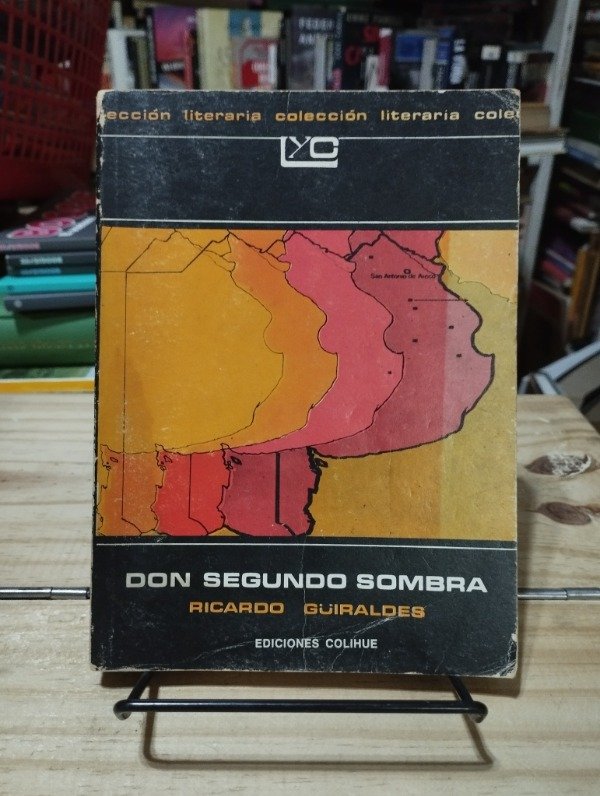 ección literaria colección literaria cole
LyC
San Antonio de Areco
DON SEGUNDO SOMBRA
RICARDO GÜIRALDES
EDICIONES COLIHUE